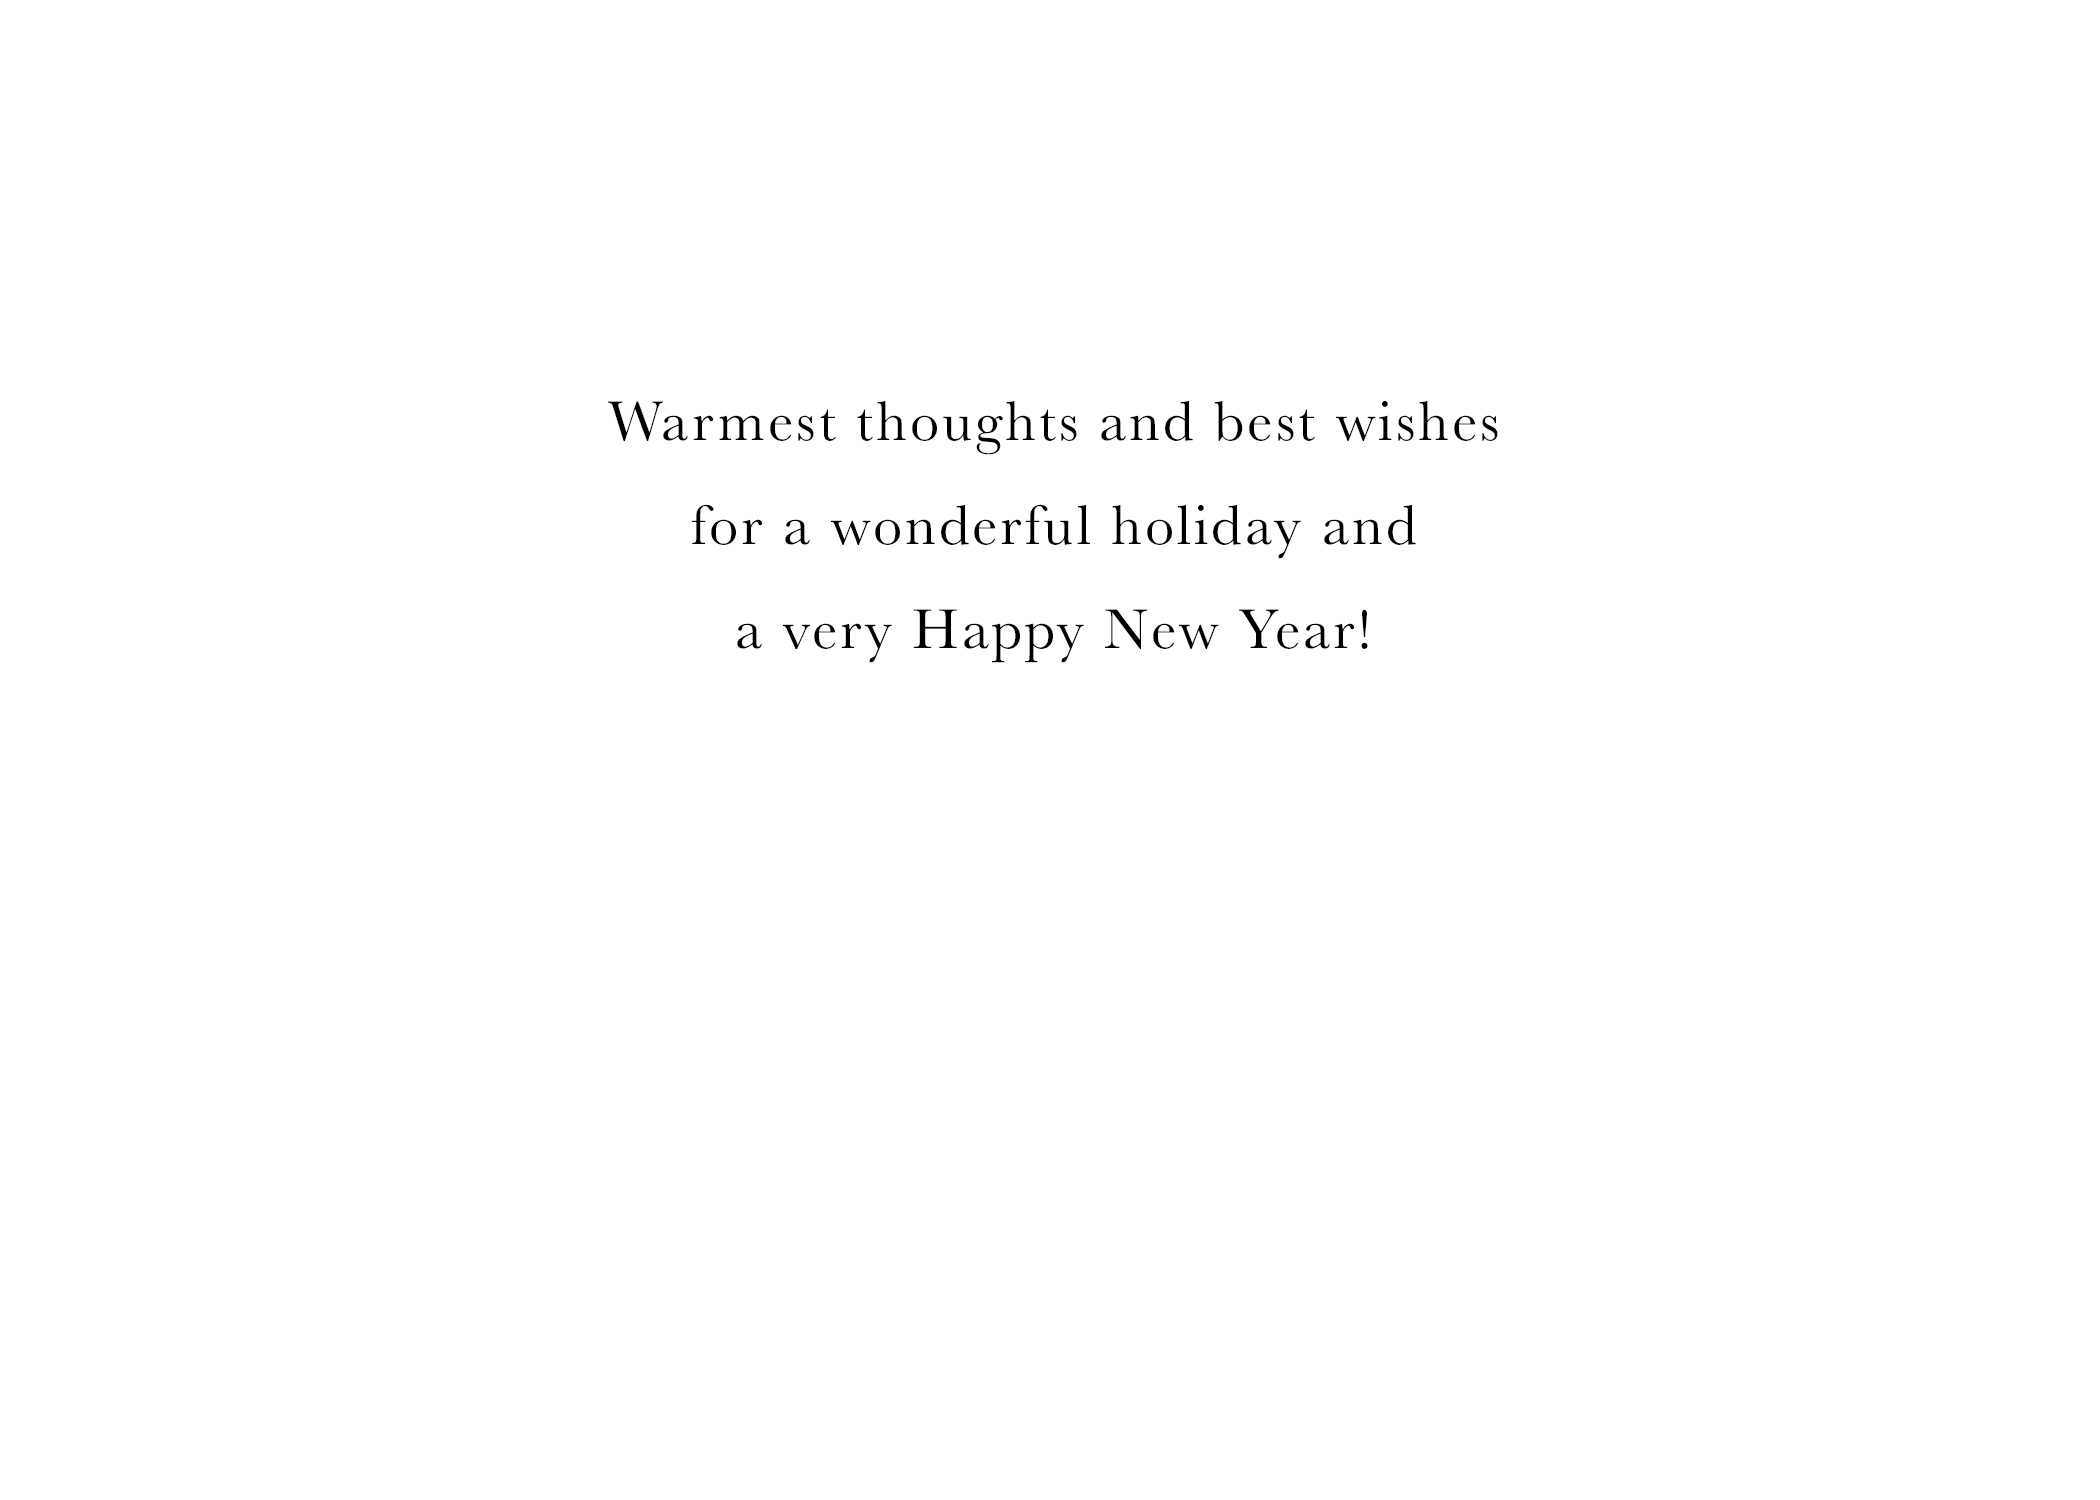 Warmest thoughts and best wishes
for a wonderful holiday and
a very Happy New Year!